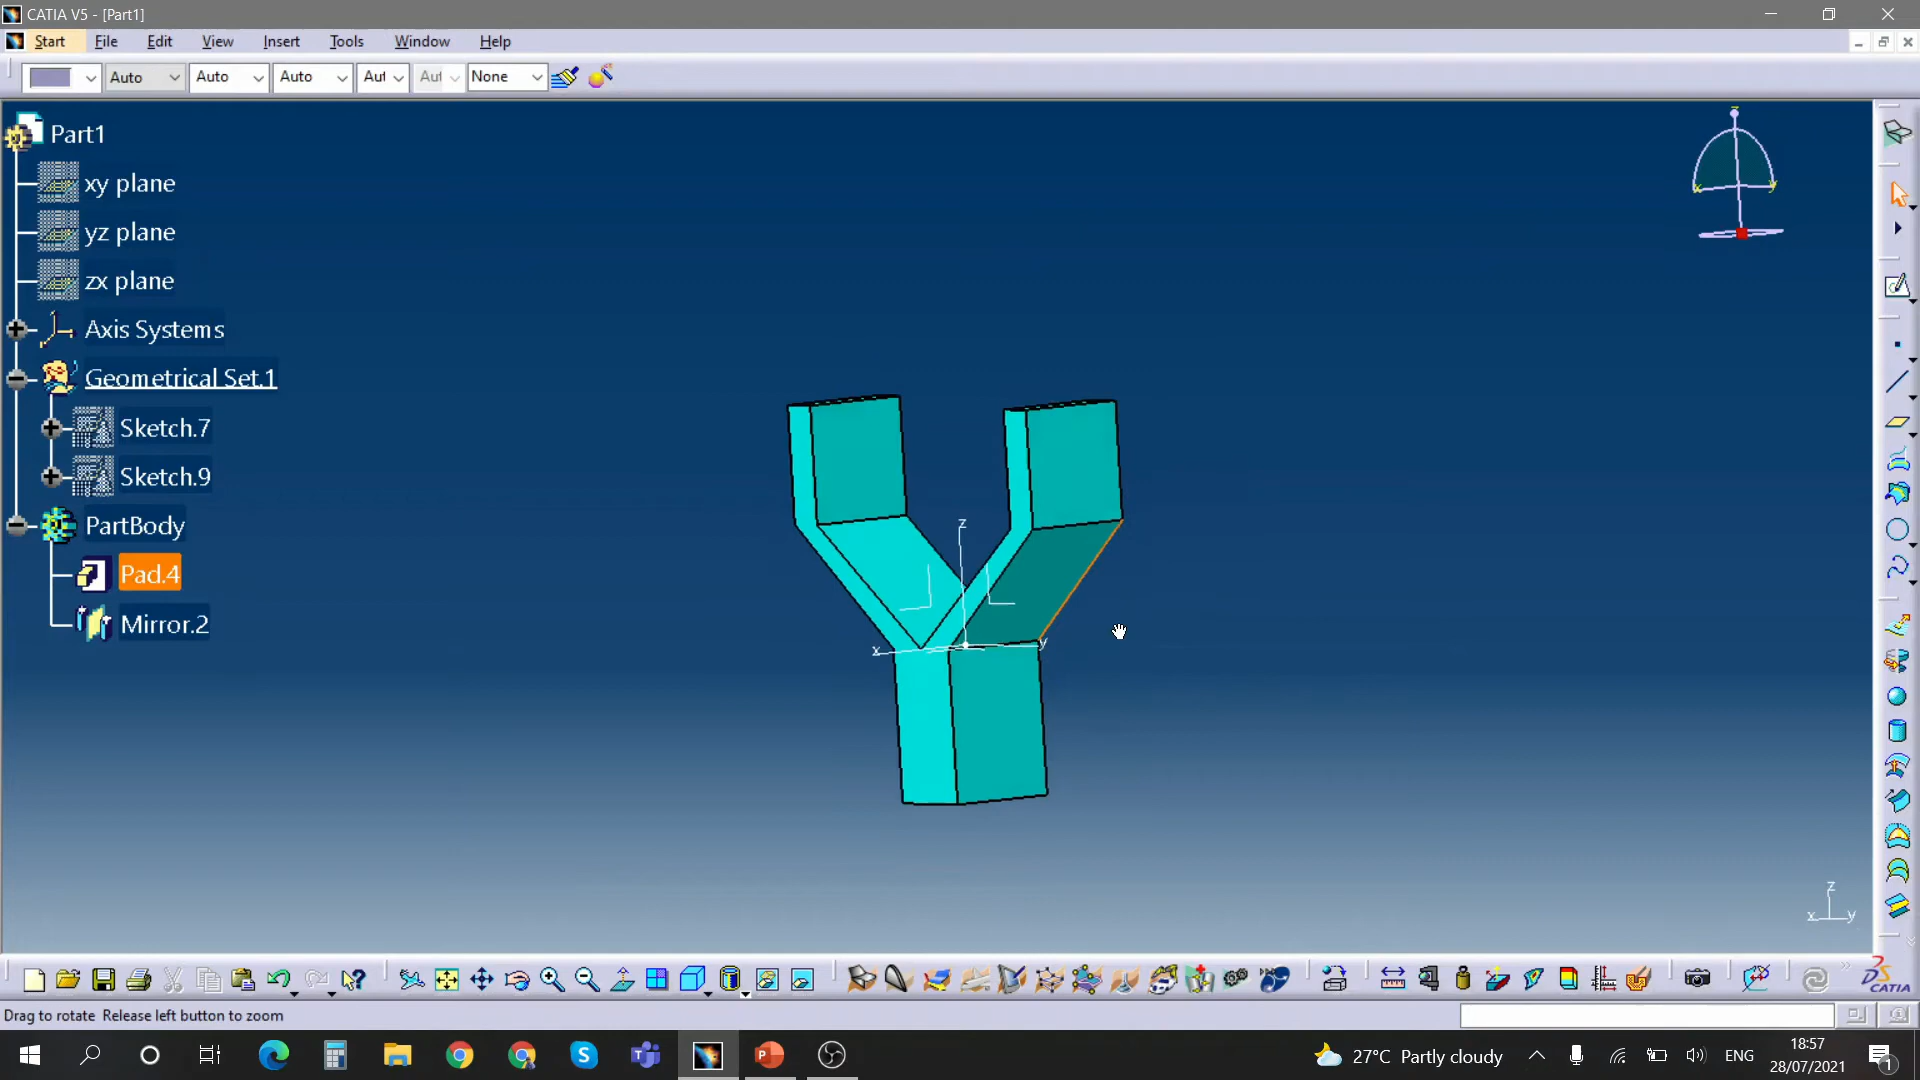 CATIA V5 - [Part1]
Start File Edit View Insert Tools Window Help
Auto Auto Auto Aut Aut None
Part1
xy plane
yz plane
zx plane
Axis Systems
Geometrical Set.1
Sketch.7
Sketch.9
PartBody
Pad.4
Mirror.2
z
x y
z
x y
z
x y
CATIA
Drag to rotate Release left button to zoom
27°C Partly cloudy ENG 18:57
28/07/2021
1